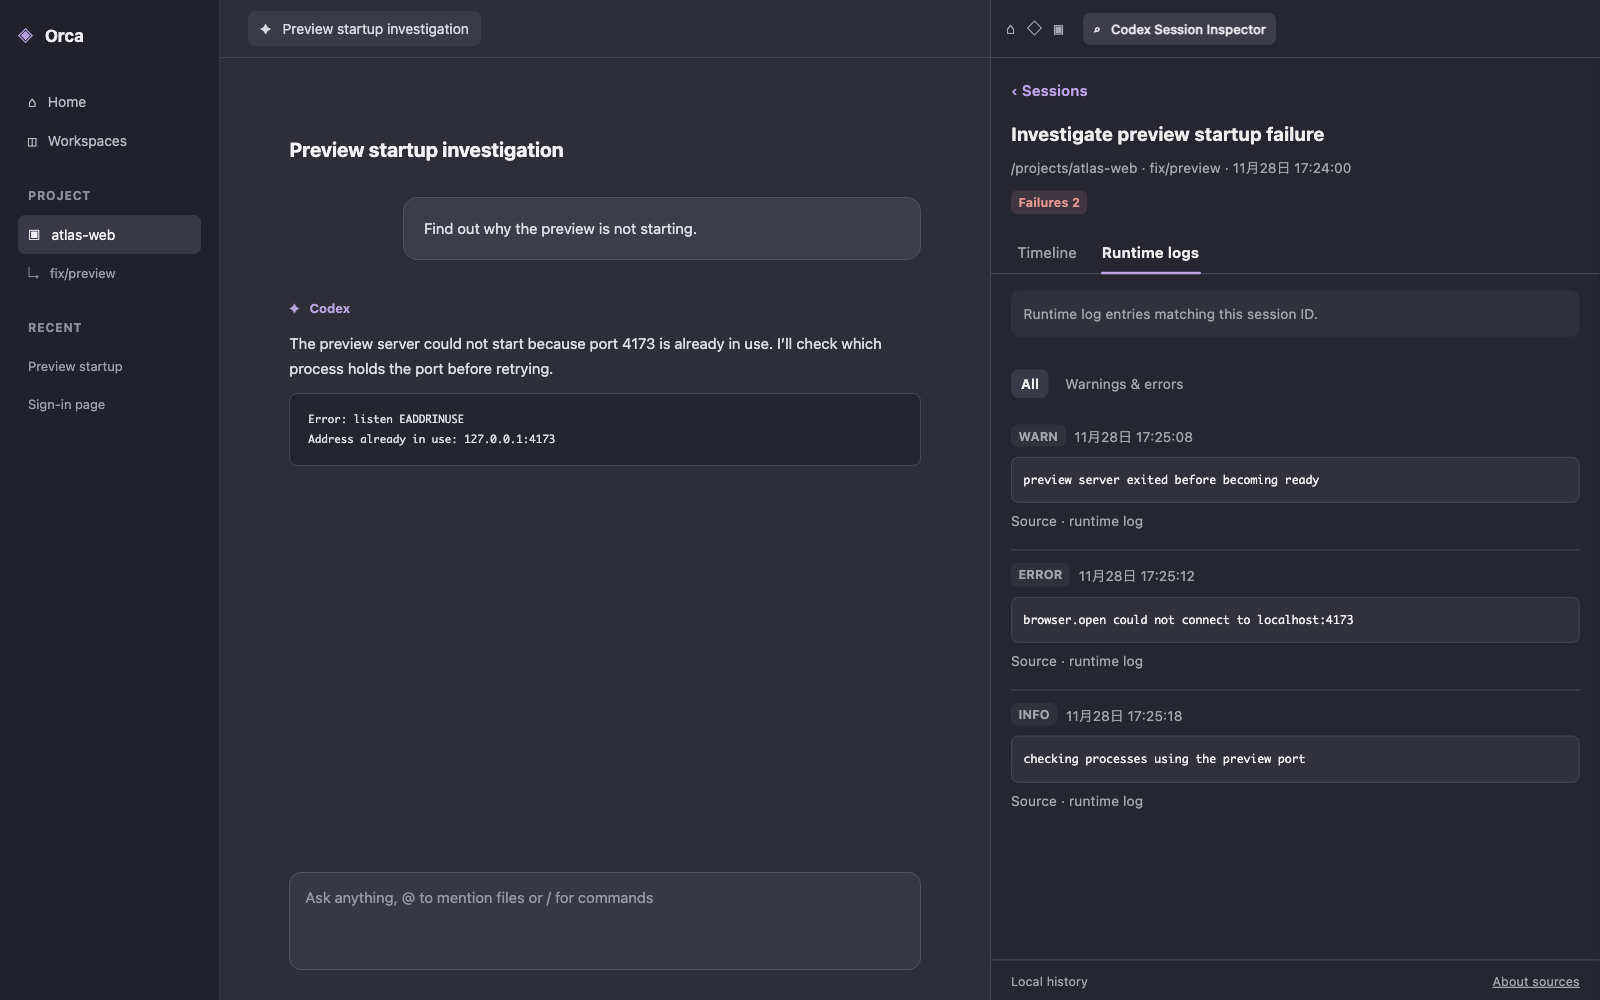 Orca
Home
Workspaces
PROJECT
atlas-web
fix/preview
RECENT
Preview startup
Sign-in page
Preview startup investigation
Preview startup investigation
Find out why the preview is not starting.
Codex
The preview server could not start because port 4173 is already in use. I’ll check which
process holds the port before retrying.
Error: listen EADDRINUSE
Address already in use: 127.0.0.1:4173
Ask anything, @ to mention files or / for commands
Codex Session Inspector
‹ Sessions
Investigate preview startup failure
/projects/atlas-web · fix/preview · 11月28日 17:24:00
Failures 2
Timeline
Runtime logs
Runtime log entries matching this session ID.
All
Warnings & errors
WARN 11月28日 17:25:08
preview server exited before becoming ready
Source · runtime log
ERROR 11月28日 17:25:12
browser.open could not connect to localhost:4173
Source · runtime log
INFO 11月28日 17:25:18
checking processes using the preview port
Source · runtime log
Local history
About sources